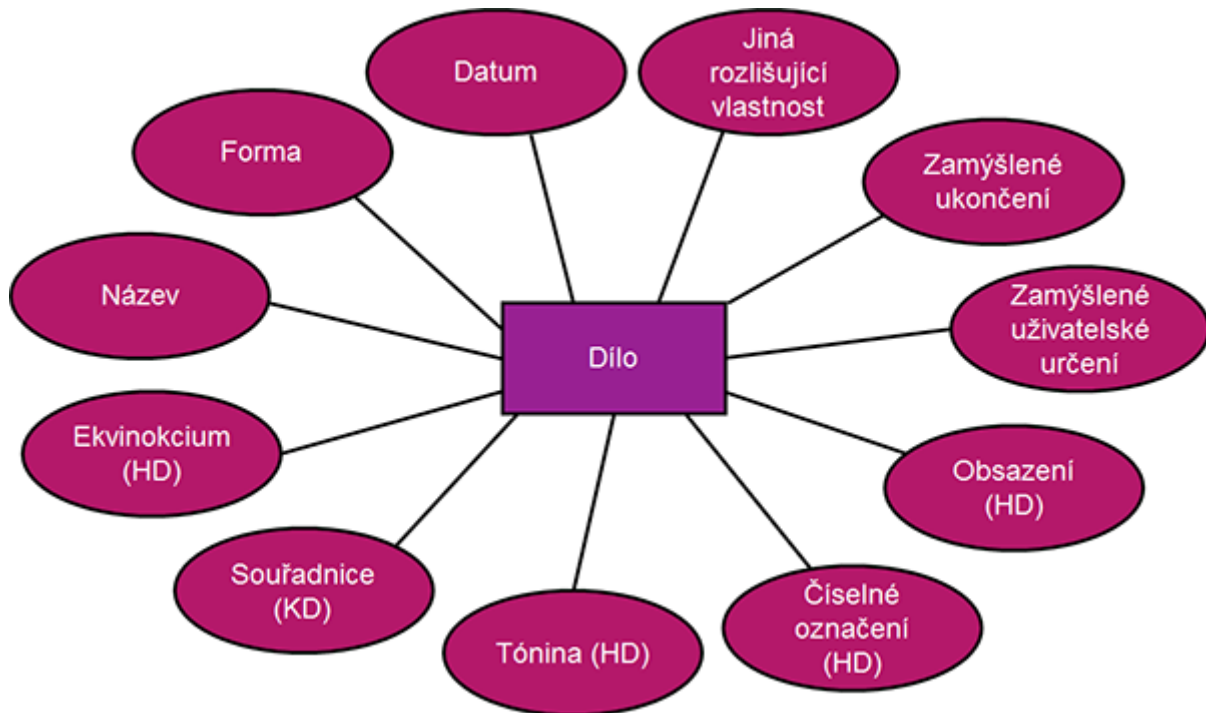 Datum
Jiná
rozlišující
vlastnost
Forma
Zamýšlené
ukončení
Název
Zamýšlené
uživatelské
určení
Dílo
Ekvinokcium
(HD)
Obsazení
(HD)
Souřadnice
(KD)
Číselné
označení
(HD)
Tónina (HD)